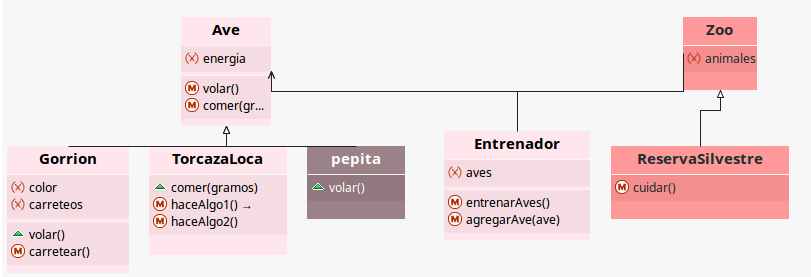 Ave
(x) energia
M volar()
M comer(gr...
Zoo
(x) animales
Gorrion
(x) color
(x) carreteos
volar()
M carretear()
TorcazaLoca
comer(gramos)
M haceAlgo1() →
M haceAlgo2()
pepita
volar()
Entrenador
(x) aves
M entrenarAves()
M agregarAve(ave)
ReservaSilvestre
M cuidar()